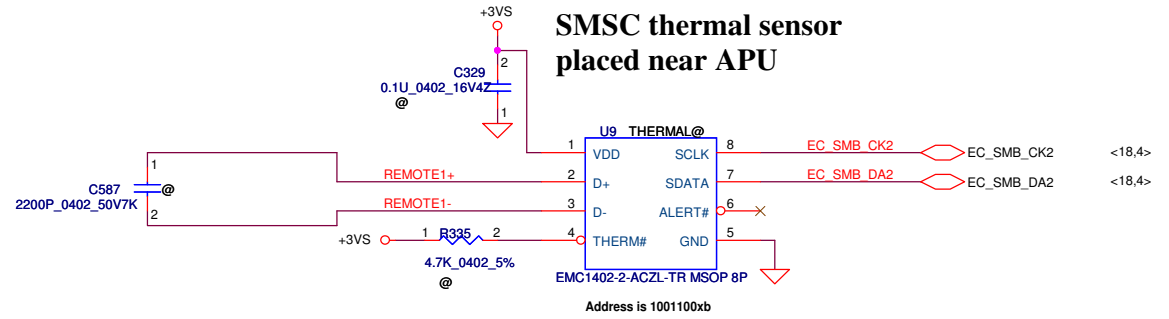 +3VS
SMSC thermal sensor
placed near APU
2
C329
0.1U_0402_16V4Z
@
1
U9 THERMAL@
1 VDD SCLK 8 EC_SMB_CK2 EC_SMB_CK2 <18,4>
1
C587 @
2200P_0402_50V7K
2
REMOTE1+ 2 D+ SDATA 7 EC_SMB_DA2 EC_SMB_DA2 <18,4>
REMOTE1- 3 D- ALERT# 6
+3VS 1 R335 2 4 THERM# GND 5
4.7K_0402_5%
@
EMC1402-2-ACZL-TR MSOP 8P
Address is 1001100xb